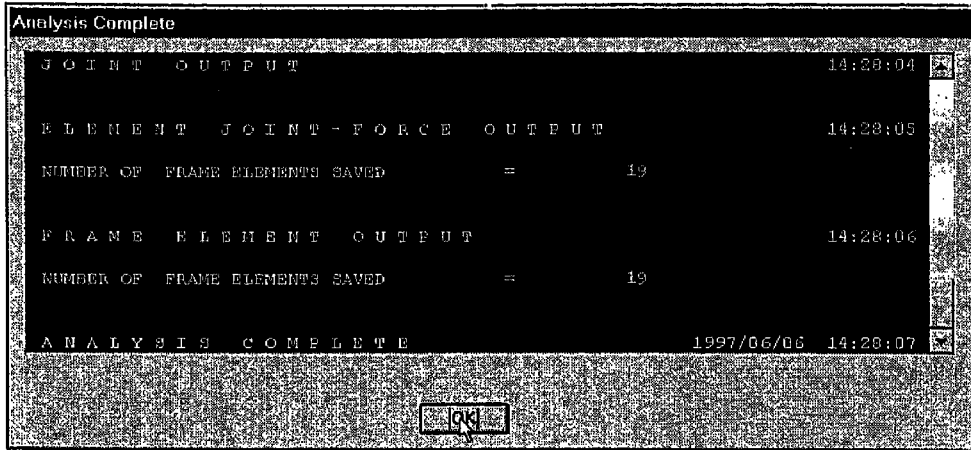 Analysis Complete
J O I N T   O U T P U T   14:28:04
E L E M E N T   J O I N T - F O R C E   O U T P U T   14:28:05
NUMBER OF FRAME ELEMENTS SAVED = 19
F R A M E   E L E M E N T   O U T P U T   14:28:06
NUMBER OF FRAME ELEMENTS SAVED = 19
A N A L Y S I S   C O M P L E T E   1997/06/06 14:28:07
OK